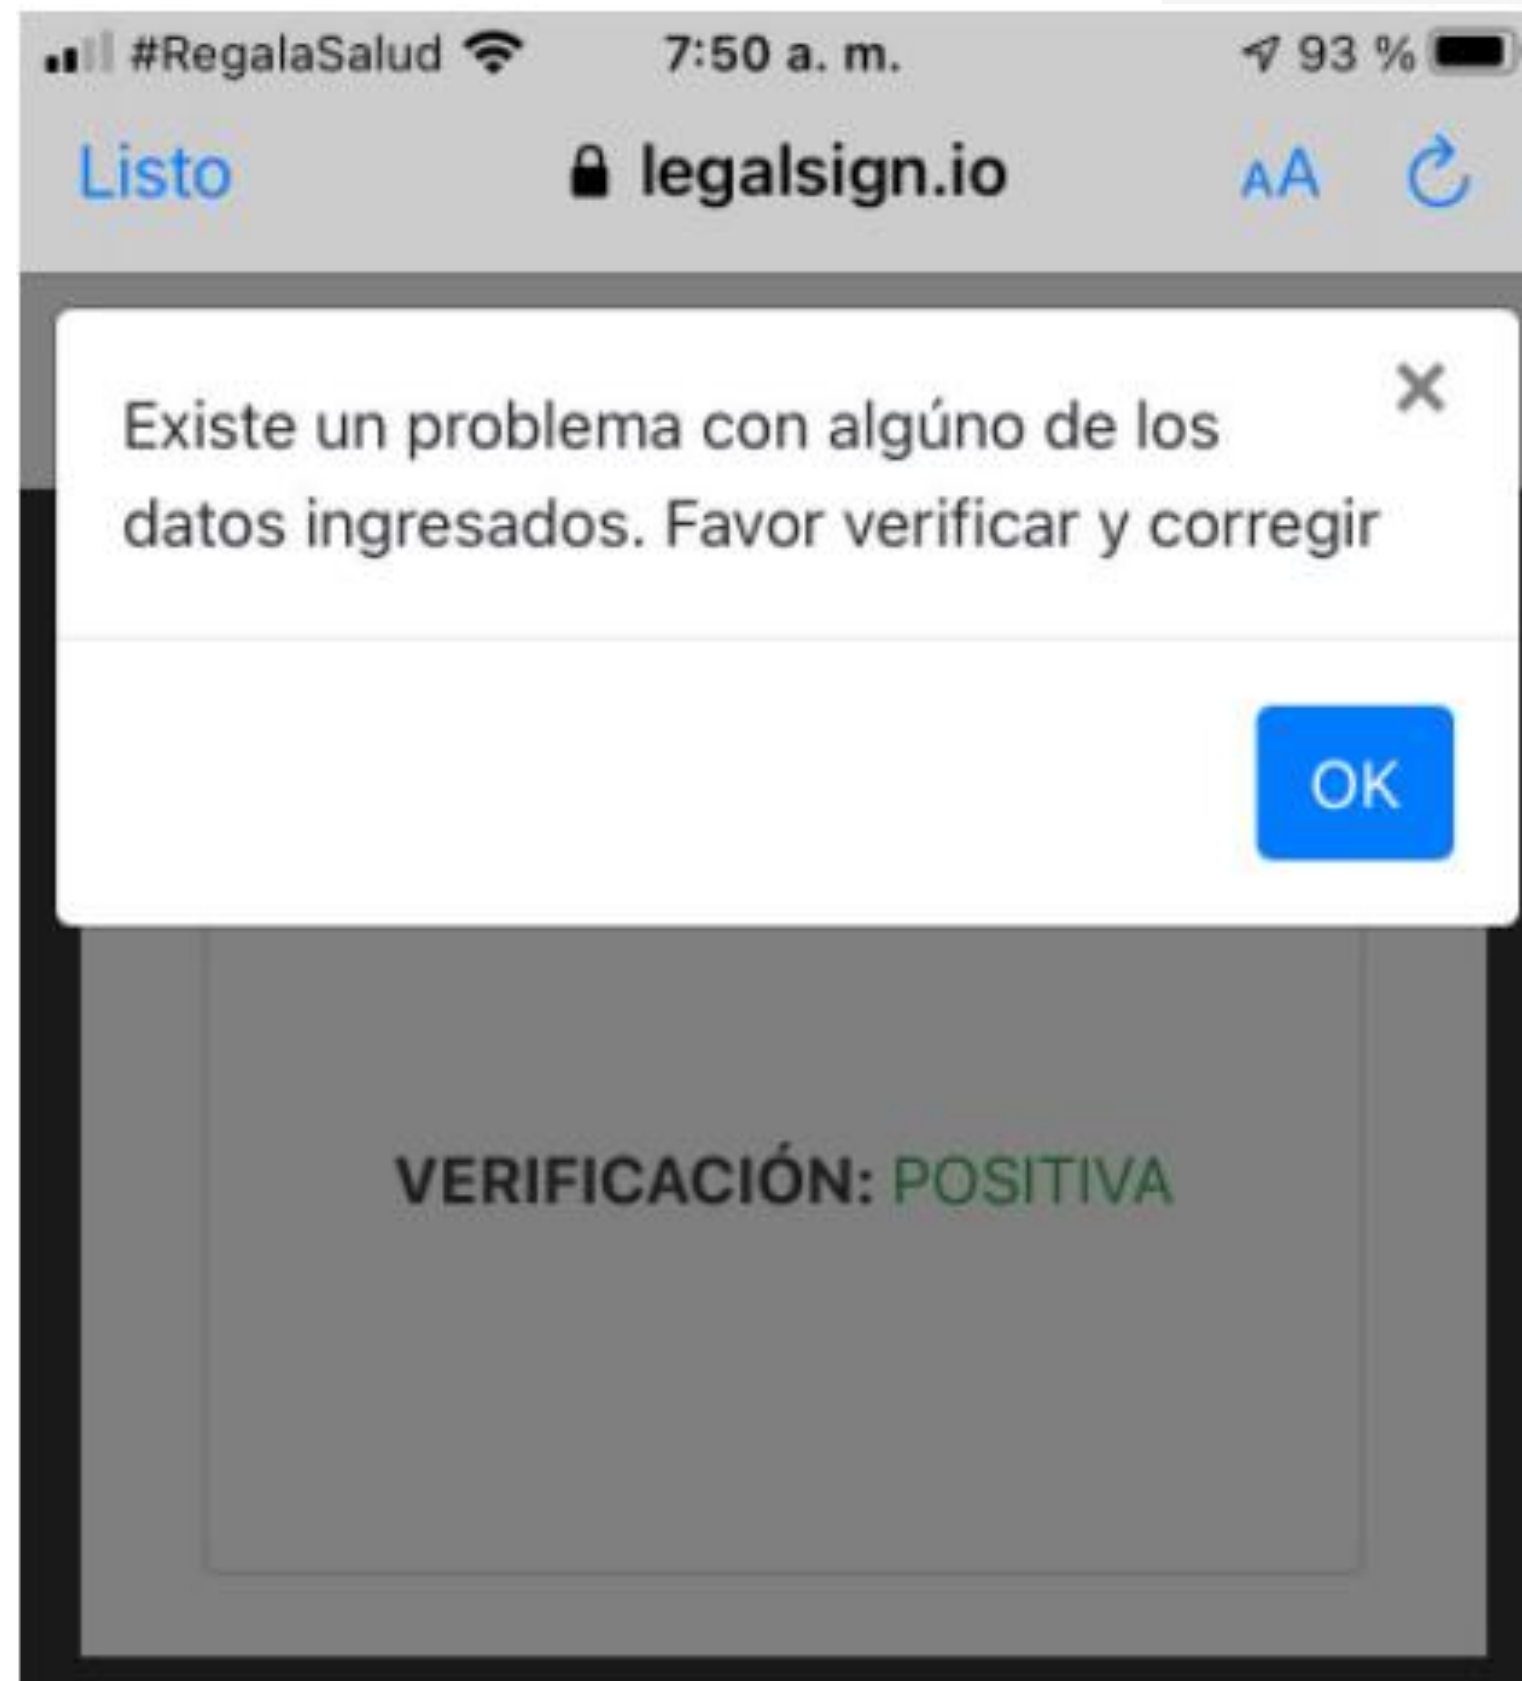 #RegalaSalud 7:50 a. m. 93 %
Listo legalsign.io AA
Existe un problema con algúno de los
datos ingresados. Favor verificar y corregir
OK
VERIFICACIÓN: POSITIVA